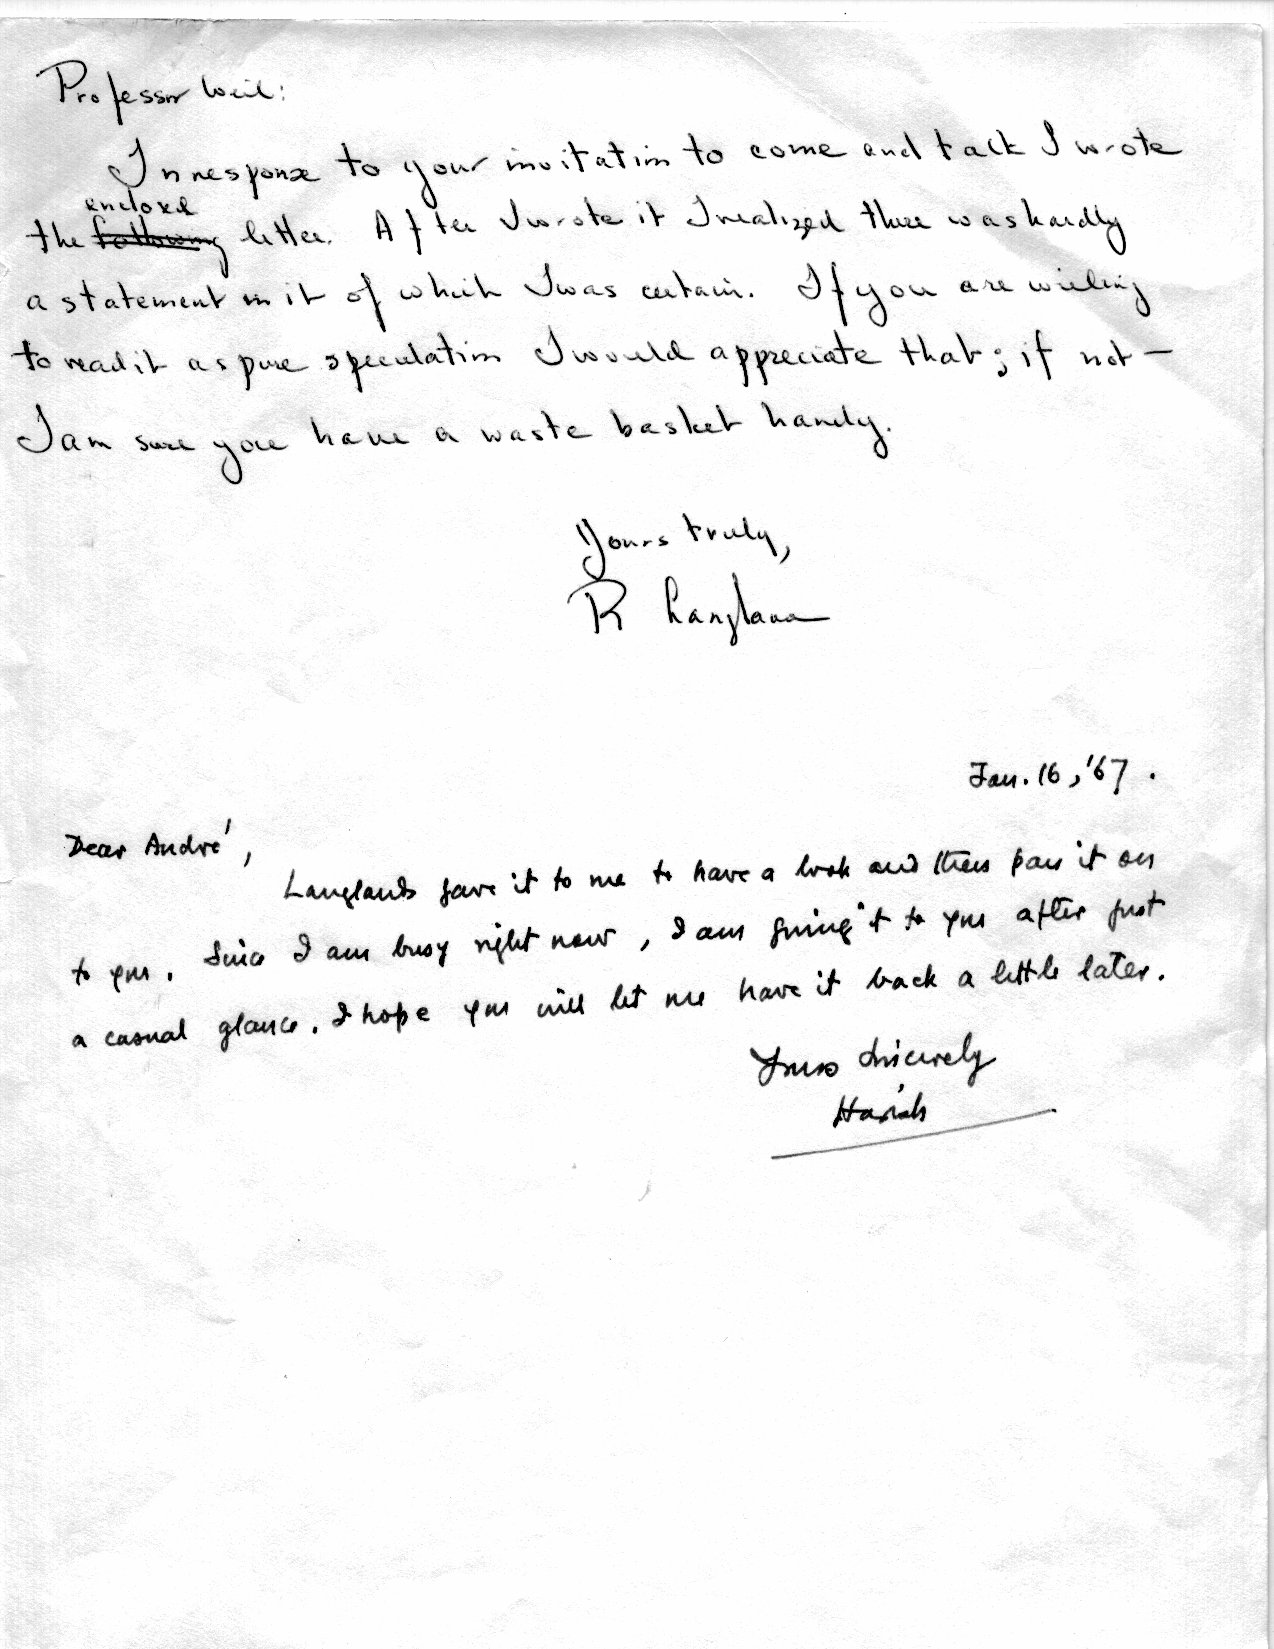 Professor Weil:
In response to your invitation to come and talk I wrote
enclosed
the following letter. After I wrote it I realized there was hardly
a statement in it of which I was certain. If you are willing
to read it as pure speculation I would appreciate that; if not —
I am sure you have a waste basket handy.
Yours truly,
R Langlands
Jan. 16, '67.
Dear André,
Langlands gave it to me to have a look and then pass it on
to you. Since I am busy right now, I am giving it to you after just
a casual glance. I hope you will let me have it back a little later.
Yours sincerely
Harish